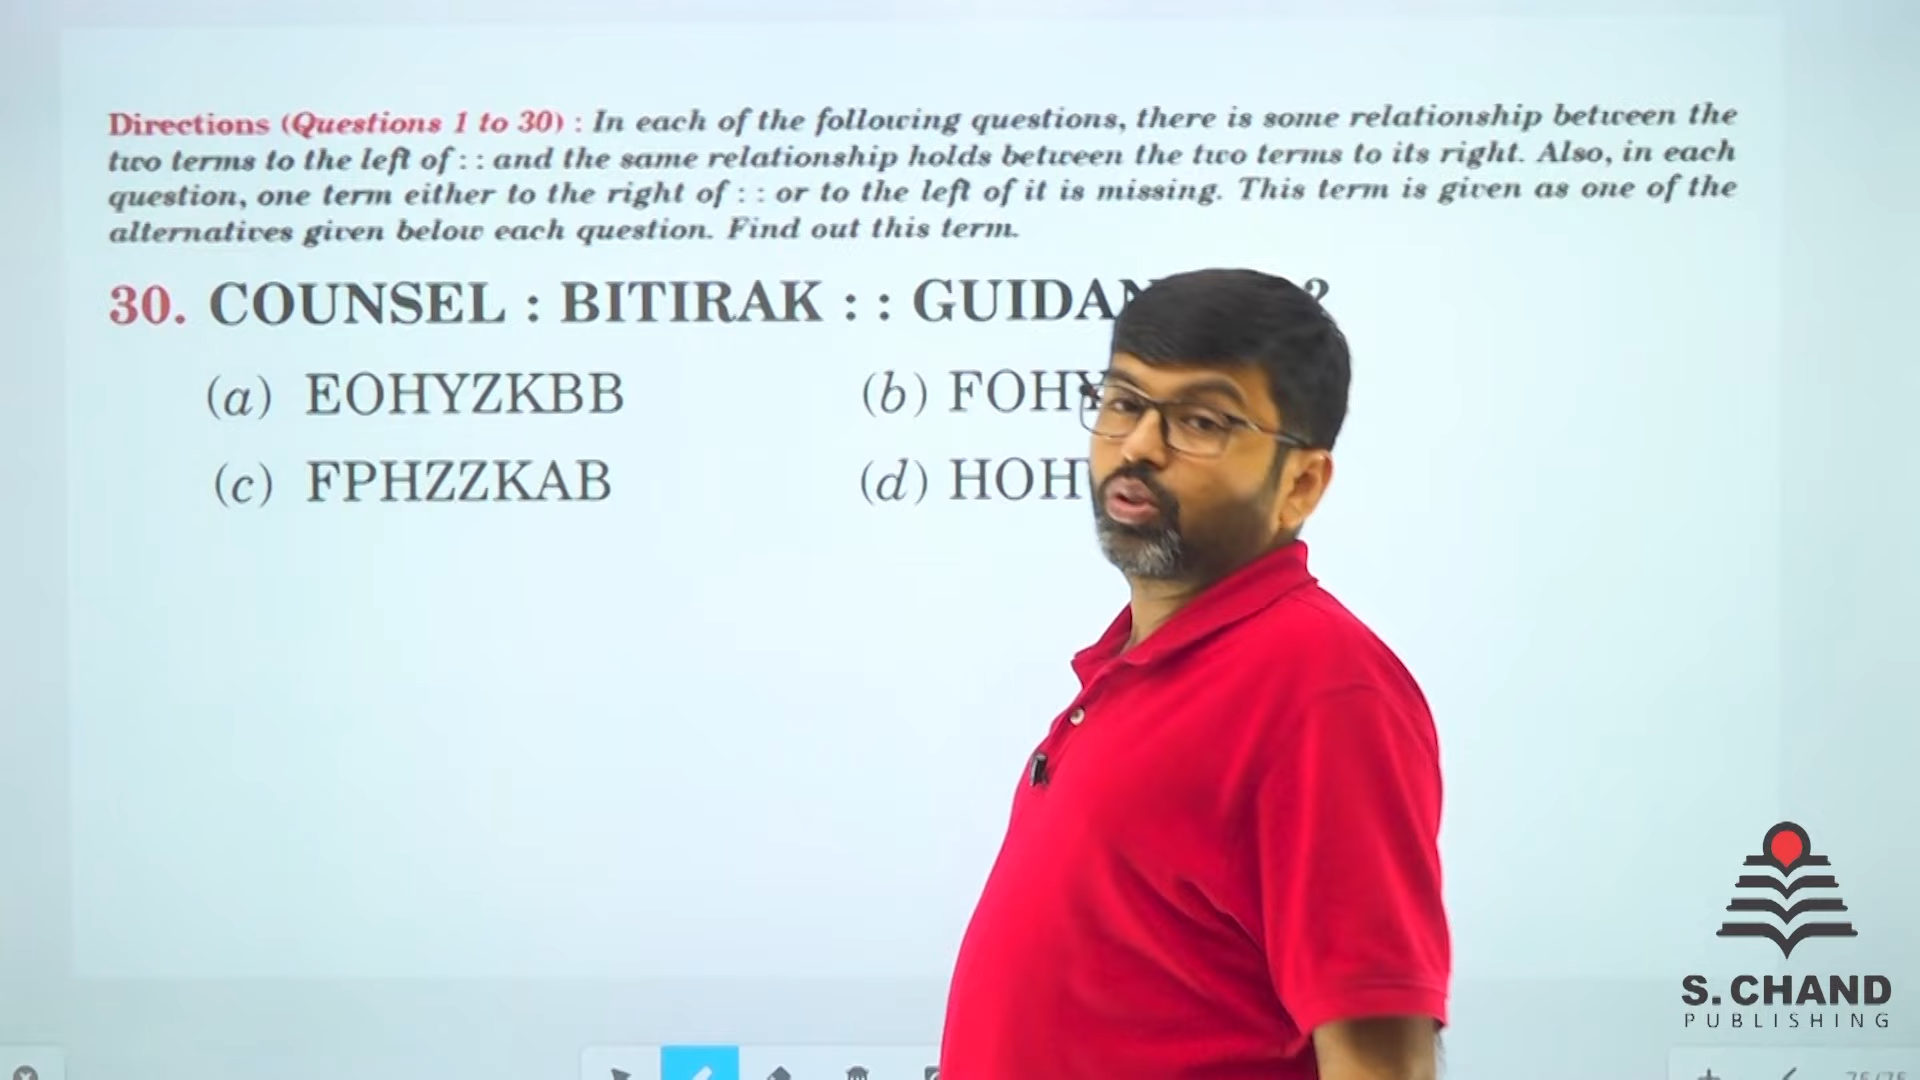 Directions (Questions 1 to 30) : In each of the following questions, there is some relationship between the
two terms to the left of : : and the same relationship holds between the two terms to its right. Also, in each
question, one term either to the right of : : or to the left of it is missing. This term is given as one of the
alternatives given below each question. Find out this term.
30. COUNSEL : BITIRAK : : GUIDAN ?
(a) EOHYZKBB (b) FOHY
(c) FPHZZKAB (d) HOH
S. CHAND
PUBLISHING
75/75